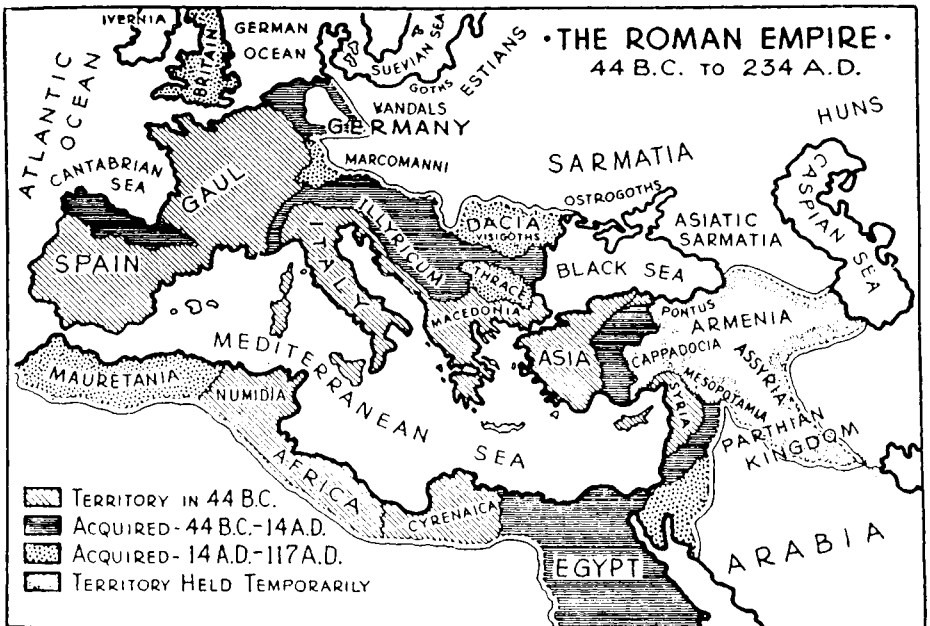 ·THE ROMAN EMPIRE·
44 B.C. TO 234 A.D.
IVERNIA
BRITAIN
GERMAN
OCEAN
SUEVIAN SEA
GOTHS
ESTIANS
VANDALS
GERMANY
HUNS
ATLANTIC
OCEAN
CANTABRIAN
SEA
GAUL
MARCOMANNI
SARMATIA
OSTROGOTHS
ASIATIC
SARMATIA
CASPIAN SEA
SPAIN
ITALY
ILLYRICUM
DACIA
VISIGOTHS
THRACE
MACEDONIA
BLACK SEA
PONTUS
ARMENIA
CAPPADOCIA
ASIA
ASSYRIA
MESOPOTAMIA
SYRIA
PARTHIAN
KINGDOM
MEDITERRANEAN
SEA
MAURETANIA
NUMIDIA
AFRICA
CYRENAICA
EGYPT
ARABIA
TERRITORY IN 44 B.C.
ACQUIRED-44 B.C.-14 A.D.
ACQUIRED-14 A.D.-117 A.D.
TERRITORY HELD TEMPORARILY